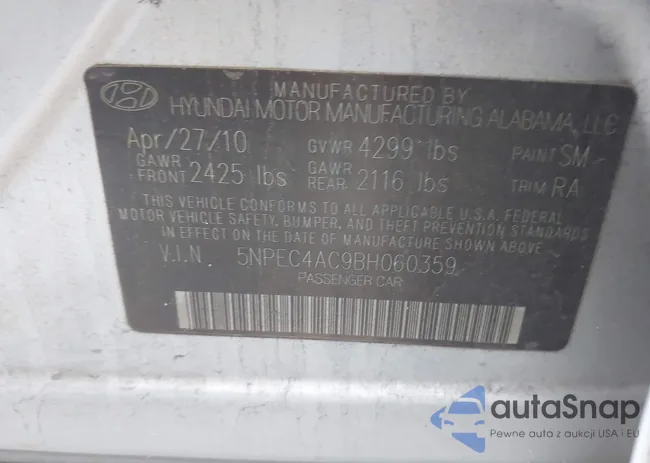 MANUFACTURED BY
HYUNDAI MOTOR MANUFACTURING ALABAMA, LLC
Apr/27/10 GVWR 4299 lbs PAINT SM
GAWR FRONT 2425 lbs GAWR REAR 2116 lbs TRIM RA
THIS VEHICLE CONFORMS TO ALL APPLICABLE U.S.A. FEDERAL
MOTOR VEHICLE SAFETY, BUMPER, AND THEFT PREVENTION STANDARDS
IN EFFECT ON THE DATE OF MANUFACTURE SHOWN ABOVE.
V.I.N. 5NPEC4AC9BH060359
PASSENGER CAR
autaSnap
Pewne auta z aukcji USA i EU